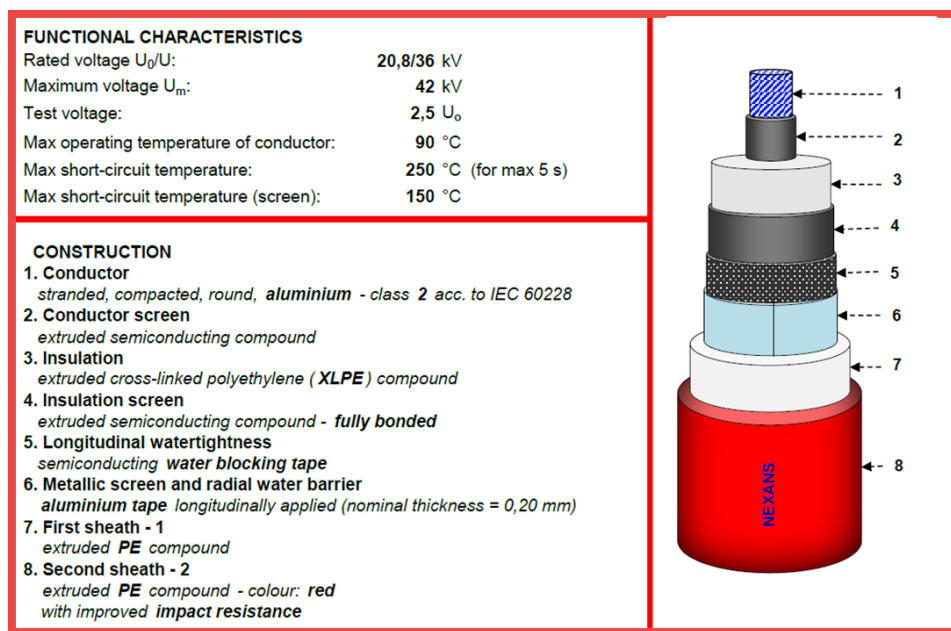 FUNCTIONAL CHARACTERISTICS
Rated voltage U₀/U: 20,8/36 kV
Maximum voltage Uₘ: 42 kV
Test voltage: 2,5 Uₒ
Max operating temperature of conductor: 90 °C
Max short-circuit temperature: 250 °C (for max 5 s)
Max short-circuit temperature (screen): 150 °C
CONSTRUCTION
1. Conductor
stranded, compacted, round, aluminium - class 2 acc. to IEC 60228
2. Conductor screen
extruded semiconducting compound
3. Insulation
extruded cross-linked polyethylene (XLPE) compound
4. Insulation screen
extruded semiconducting compound - fully bonded
5. Longitudinal watertightness
semiconducting water blocking tape
6. Metallic screen and radial water barrier
aluminium tape longitudinally applied (nominal thickness = 0,20 mm)
7. First sheath - 1
extruded PE compound
8. Second sheath - 2
extruded PE compound - colour: red
with improved impact resistance
1
2
3
4
5
6
7
8
NEXANS